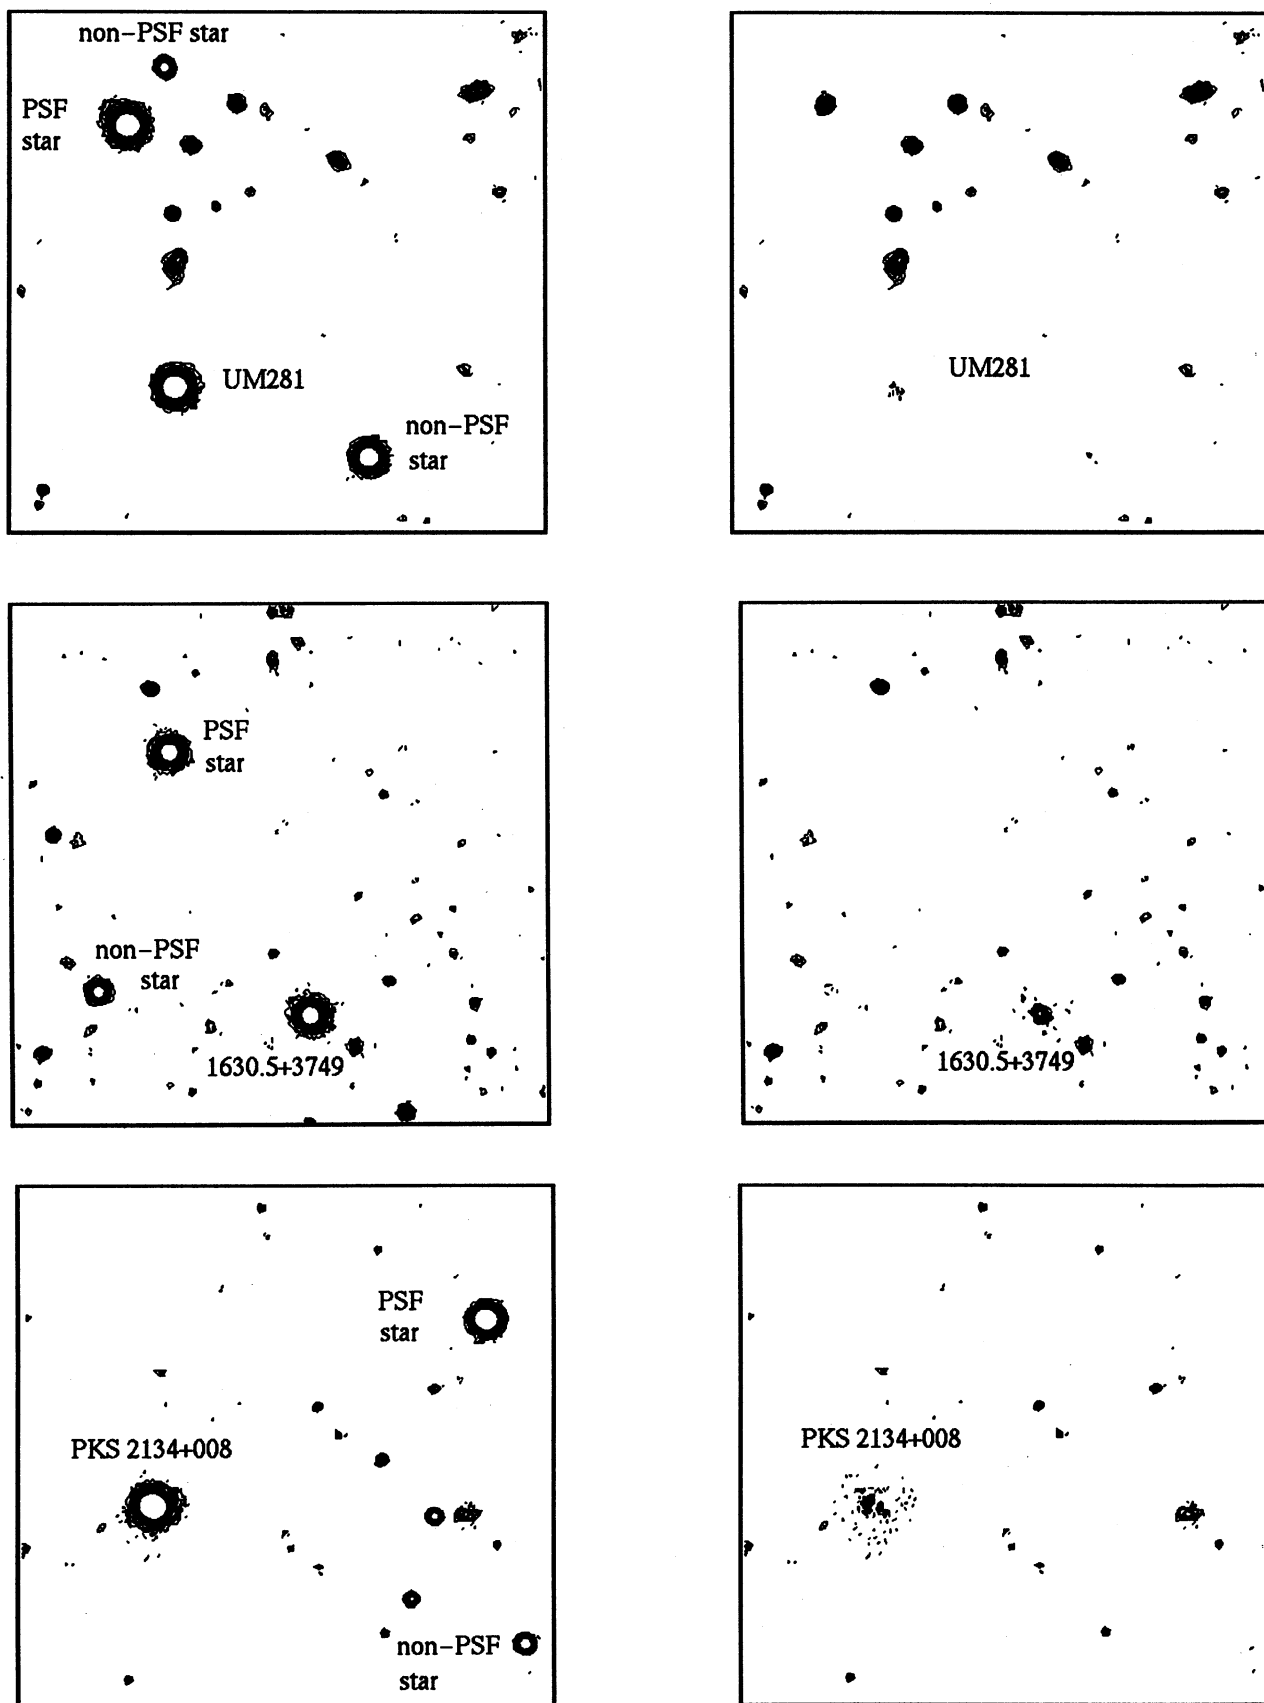 non−PSF star
PSF
star
UM281
non−PSF
star
UM281
PSF
star
non−PSF
star
1630.5+3749
1630.5+3749
PSF
star
PKS 2134+008
non−PSF
star
PKS 2134+008